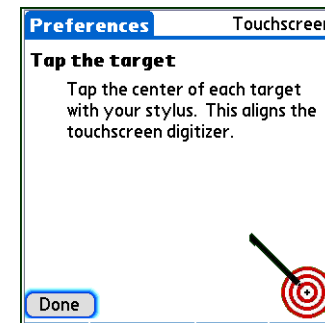 Preferences Touchscreen
Tap the target
Tap the center of each target
with your stylus. This aligns the
touchscreen digitizer.
Done